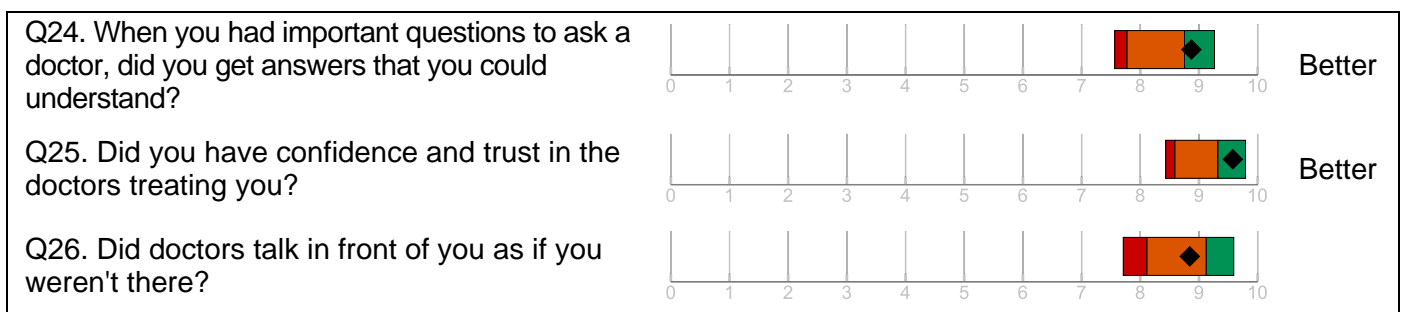 Q24. When you had important questions to ask a
doctor, did you get answers that you could
understand?
0 1 2 3 4 5 6 7 8 9 10
Better
Q25. Did you have confidence and trust in the
doctors treating you?
0 1 2 3 4 5 6 7 8 9 10
Better
Q26. Did doctors talk in front of you as if you
weren't there?
0 1 2 3 4 5 6 7 8 9 10